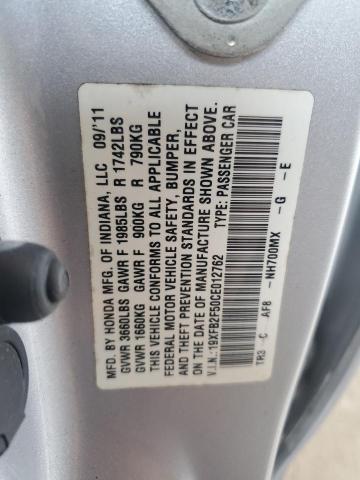 MFD. BY HONDA MFG. OF INDIANA, LLC 09/'11
GVWR 3660LBS GAWR F 1985LBS R 1742LBS
GVWR 1660KG GAWR F 900KG R 790KG
THIS VEHICLE CONFORMS TO ALL APPLICABLE
FEDERAL MOTOR VEHICLE SAFETY, BUMPER,
AND THEFT PREVENTION STANDARDS IN EFFECT
ON THE DATE OF MANUFACTURE SHOWN ABOVE.
V.I.N.:19XFB2F50CE012762 TYPE: PASSENGER CAR
TR3 -C AF8 -NH700MX -G -E